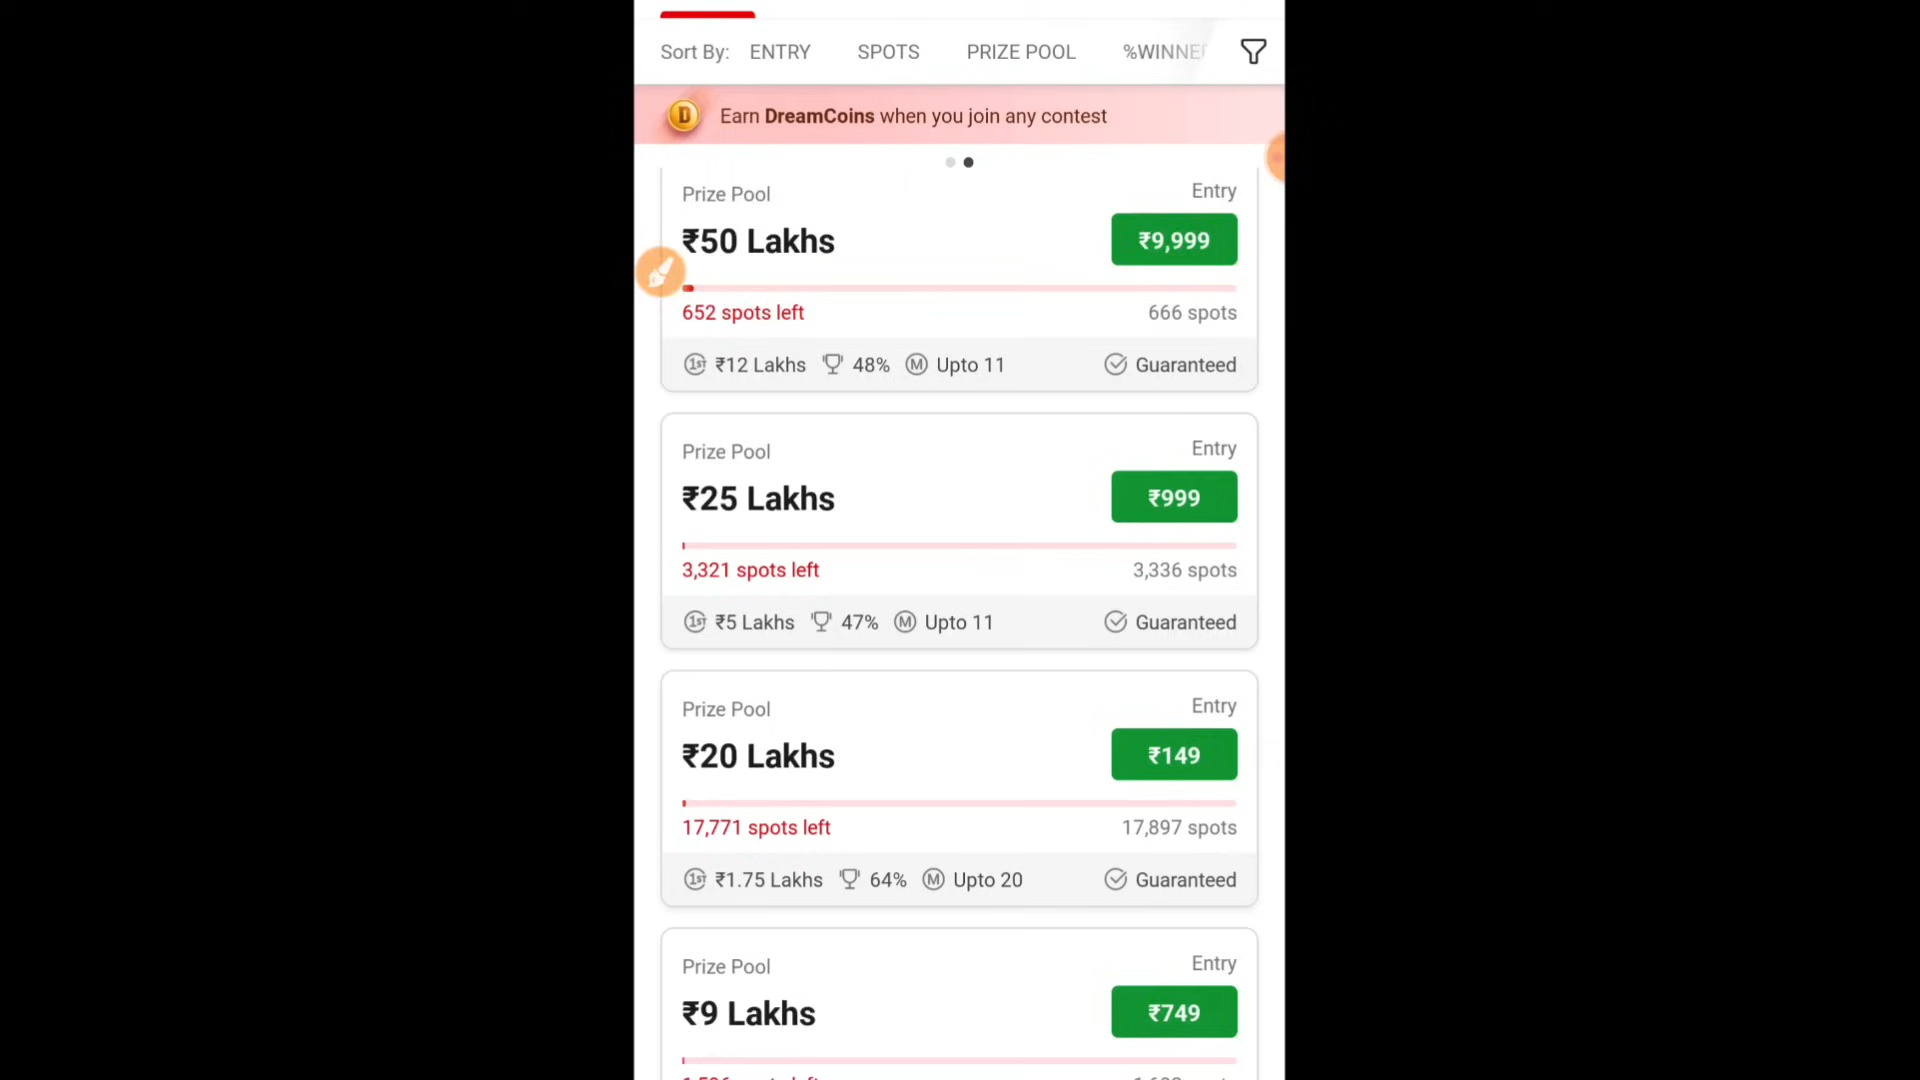 Sort By: ENTRY SPOTS PRIZE POOL %WINNE
D Earn DreamCoins when you join any contest
Prize Pool Entry
₹50 Lakhs ₹9,999
652 spots left 666 spots
1ST ₹12 Lakhs 48% M Upto 11 Guaranteed
Prize Pool Entry
₹25 Lakhs ₹999
3,321 spots left 3,336 spots
1ST ₹5 Lakhs 47% M Upto 11 Guaranteed
Prize Pool Entry
₹20 Lakhs ₹149
17,771 spots left 17,897 spots
1ST ₹1.75 Lakhs 64% M Upto 20 Guaranteed
Prize Pool Entry
₹9 Lakhs ₹749